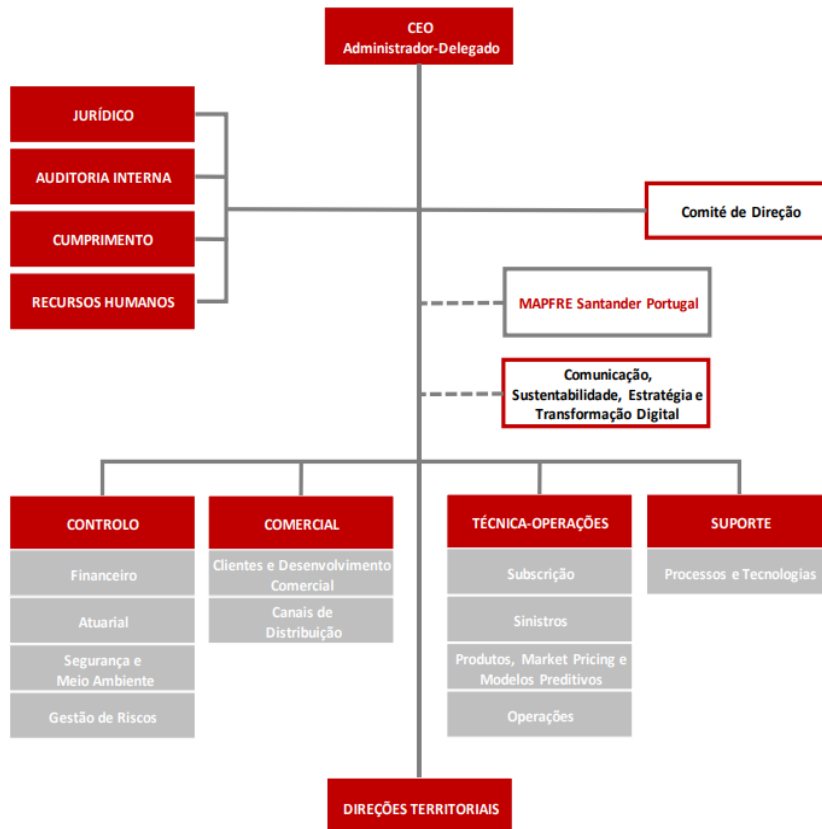 CEO
Administrador-Delegado
JURÍDICO
AUDITORIA INTERNA
CUMPRIMENTO
RECURSOS HUMANOS
Comité de Direção
MAPFRE Santander Portugal
Comunicação,
Sustentabilidade, Estratégia e
Transformação Digital
CONTROLO
Financeiro
Atuarial
Segurança e
Meio Ambiente
Gestão de Riscos
COMERCIAL
Clientes e Desenvolvimento
Comercial
Canais de
Distribuição
TÉCNICA-OPERAÇÕES
Subscrição
Sinistros
Produtos, Market Pricing e
Modelos Preditivos
Operações
SUPORTE
Processos e Tecnologias
DIREÇÕES TERRITORIAIS